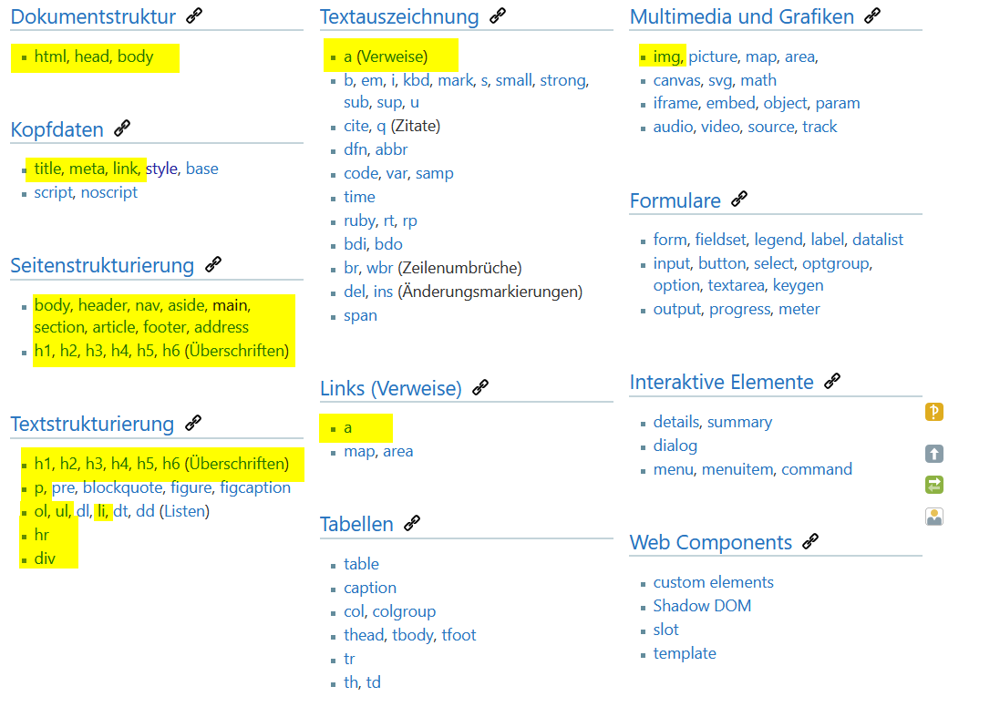 Dokumentstruktur
html, head, body
Kopfdaten
title, meta, link, style, base
script, noscript
Seitenstrukturierung
body, header, nav, aside, main,
section, article, footer, address
h1, h2, h3, h4, h5, h6 (Überschriften)
Textstrukturierung
h1, h2, h3, h4, h5, h6 (Überschriften)
p, pre, blockquote, figure, figcaption
ol, ul, dl, li, dt, dd (Listen)
hr
div
Textauszeichnung
a (Verweise)
b, em, i, kbd, mark, s, small, strong,
sub, sup, u
cite, q (Zitate)
dfn, abbr
code, var, samp
time
ruby, rt, rp
bdi, bdo
br, wbr (Zeilenumbrüche)
del, ins (Änderungsmarkierungen)
span
Links (Verweise)
a
map, area
Tabellen
table
caption
col, colgroup
thead, tbody, tfoot
tr
th, td
Multimedia und Grafiken
img, picture, map, area,
canvas, svg, math
iframe, embed, object, param
audio, video, source, track
Formulare
form, fieldset, legend, label, datalist
input, button, select, optgroup,
option, textarea, keygen
output, progress, meter
Interaktive Elemente
details, summary
dialog
menu, menuitem, command
Web Components
custom elements
Shadow DOM
slot
template